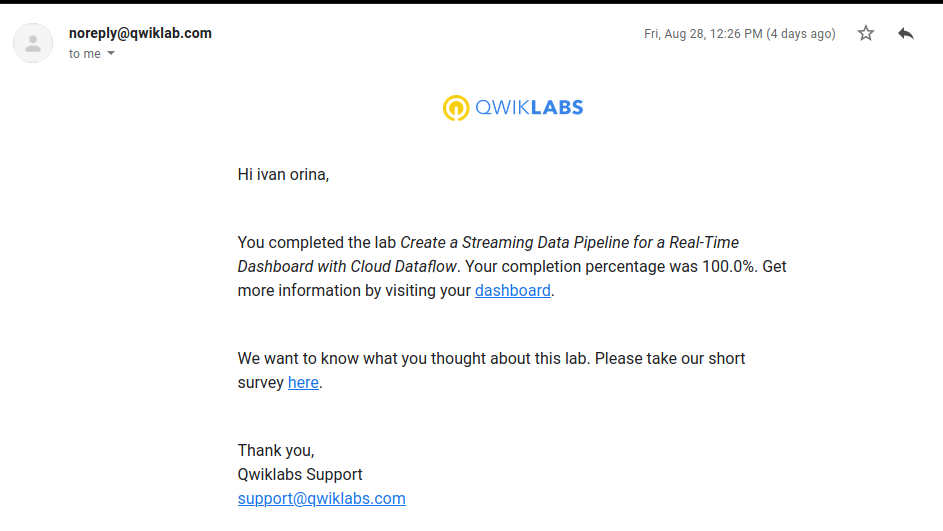 noreply@qwiklab.com
Fri, Aug 28, 12:26 PM (4 days ago)
to me
QWIKLABS
Hi ivan orina,
You completed the lab Create a Streaming Data Pipeline for a Real-Time
Dashboard with Cloud Dataflow. Your completion percentage was 100.0%. Get
more information by visiting your dashboard.
We want to know what you thought about this lab. Please take our short
survey here.
Thank you,
Qwiklabs Support
support@qwiklabs.com